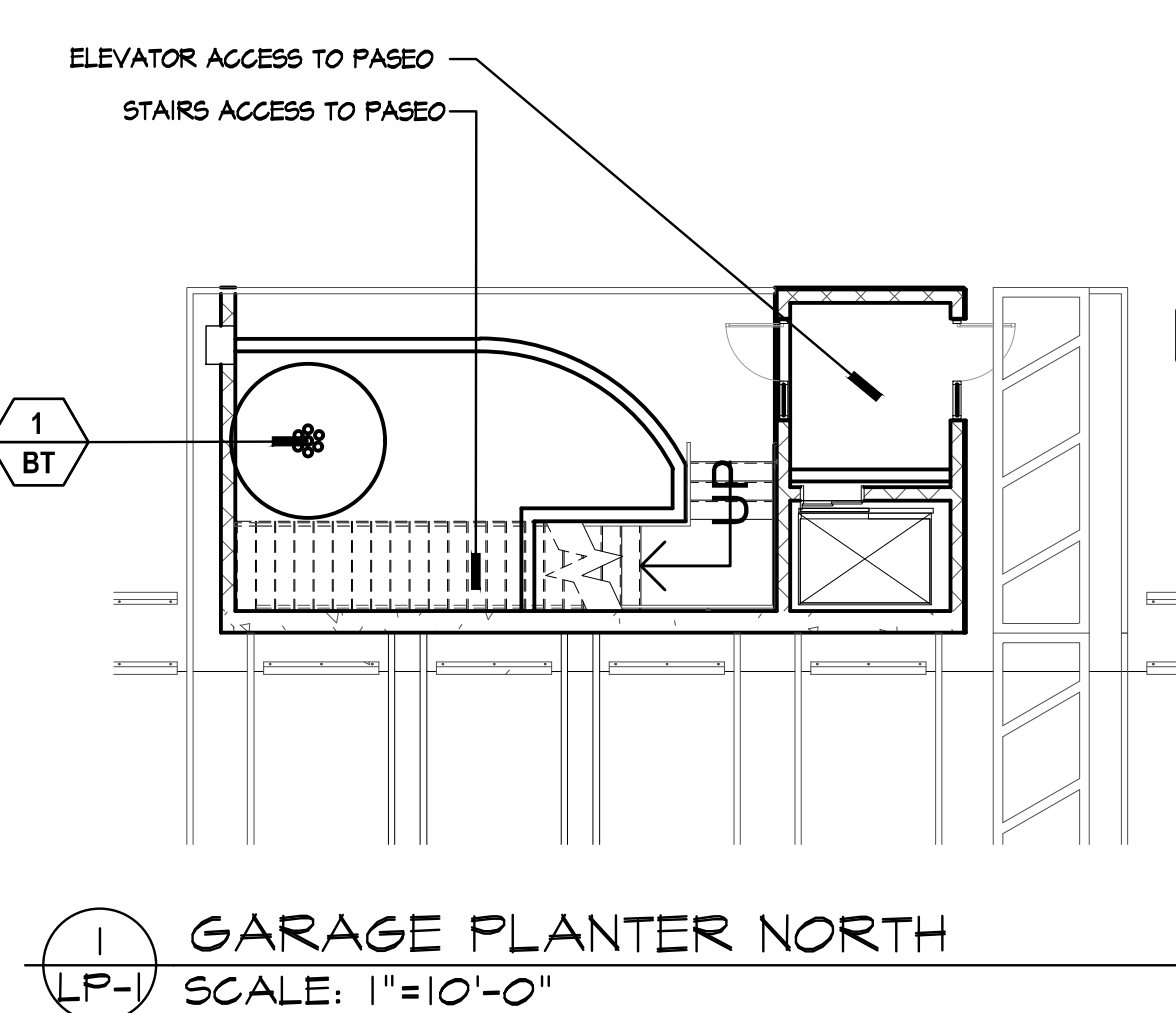 ELEVATOR ACCESS TO PASEO
STAIRS ACCESS TO PASEO
1
BT
UP
1
LP-1
GARAGE PLANTER NORTH
SCALE: 1"=10'-0"